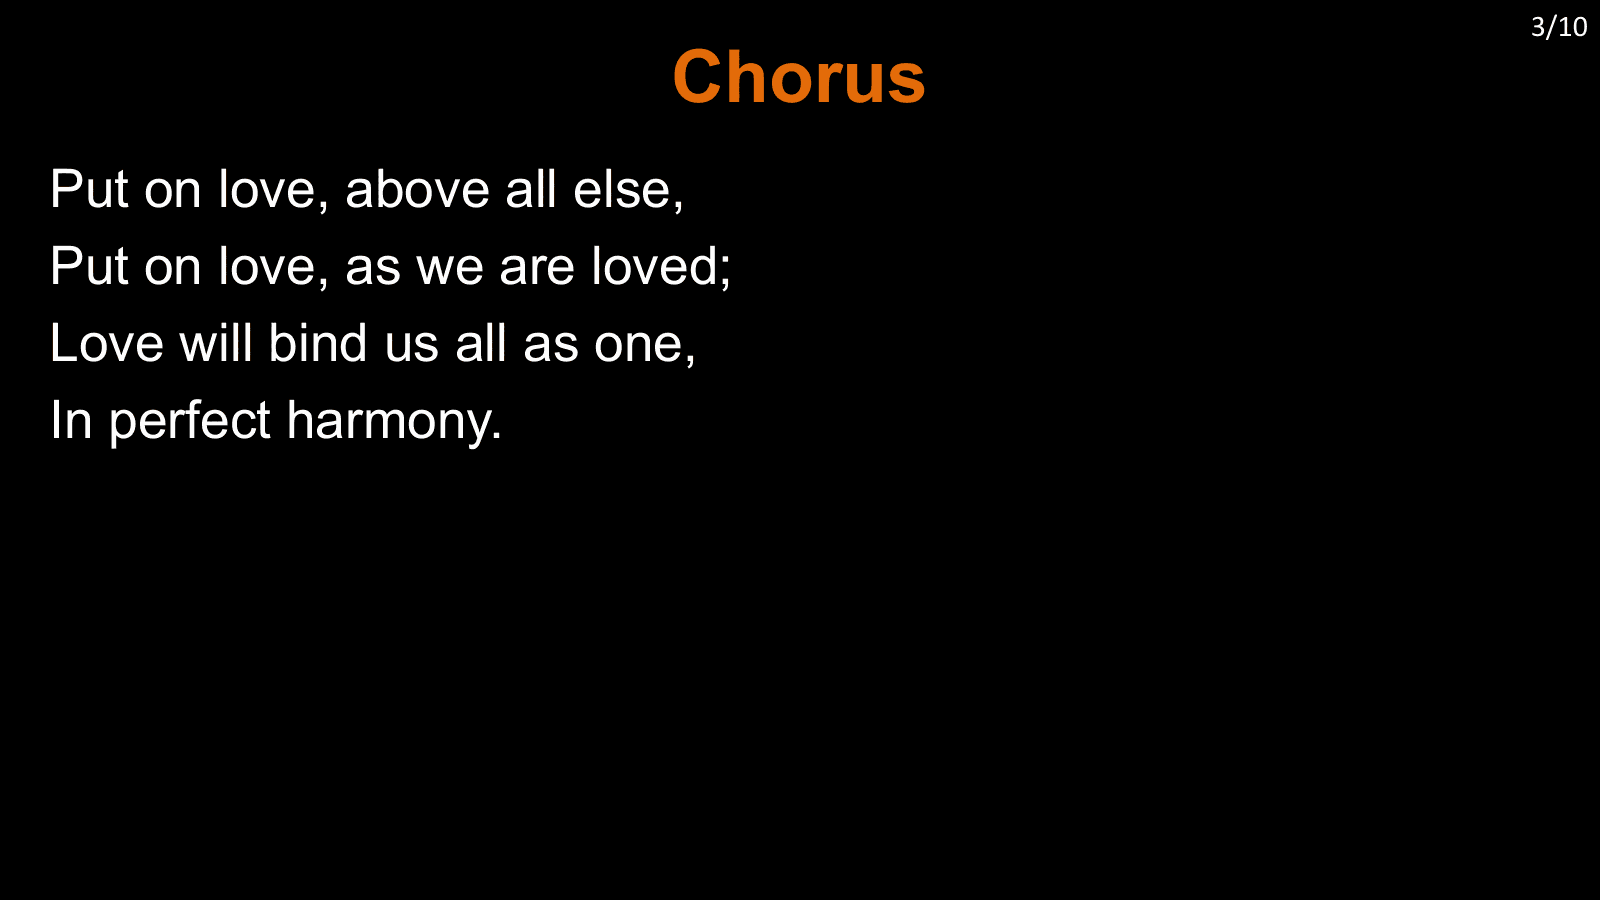 3/10
Chorus
Put on love, above all else,
Put on love, as we are loved;
Love will bind us all as one,
In perfect harmony.